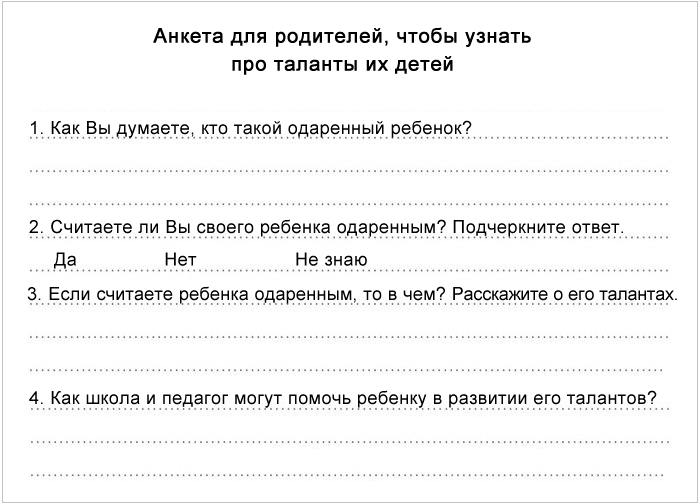 Анкета для родителей, чтобы узнать
про таланты их детей
1. Как Вы думаете, кто такой одаренный ребенок?
2. Считаете ли Вы своего ребенка одаренным? Подчеркните ответ.
Да Нет Не знаю
3. Если считаете ребенка одаренным, то в чем? Расскажите о его талантах.
4. Как школа и педагог могут помочь ребенку в развитии его талантов?